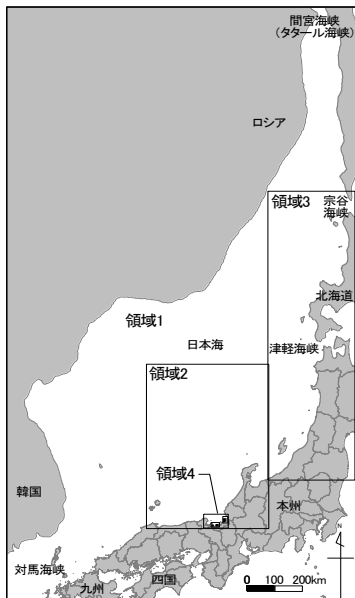 間宮海峡
(タタール海峡)
ロシア
領域3
宗谷
海峡
北海道
領域1
日本海
津軽海峡
領域2
領域4
韓国
本州
対馬海峡
九州
四国
0 100 200km